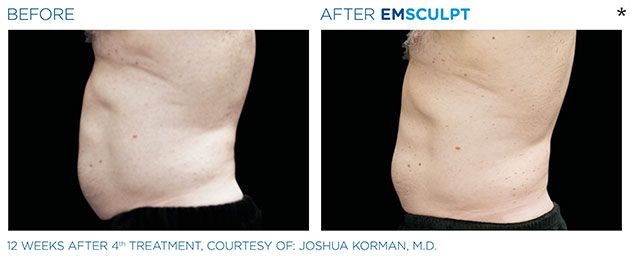 BEFORE
AFTER EMSCULPT
*
12 WEEKS AFTER 4th TREATMENT, COURTESY OF: JOSHUA KORMAN, M.D.